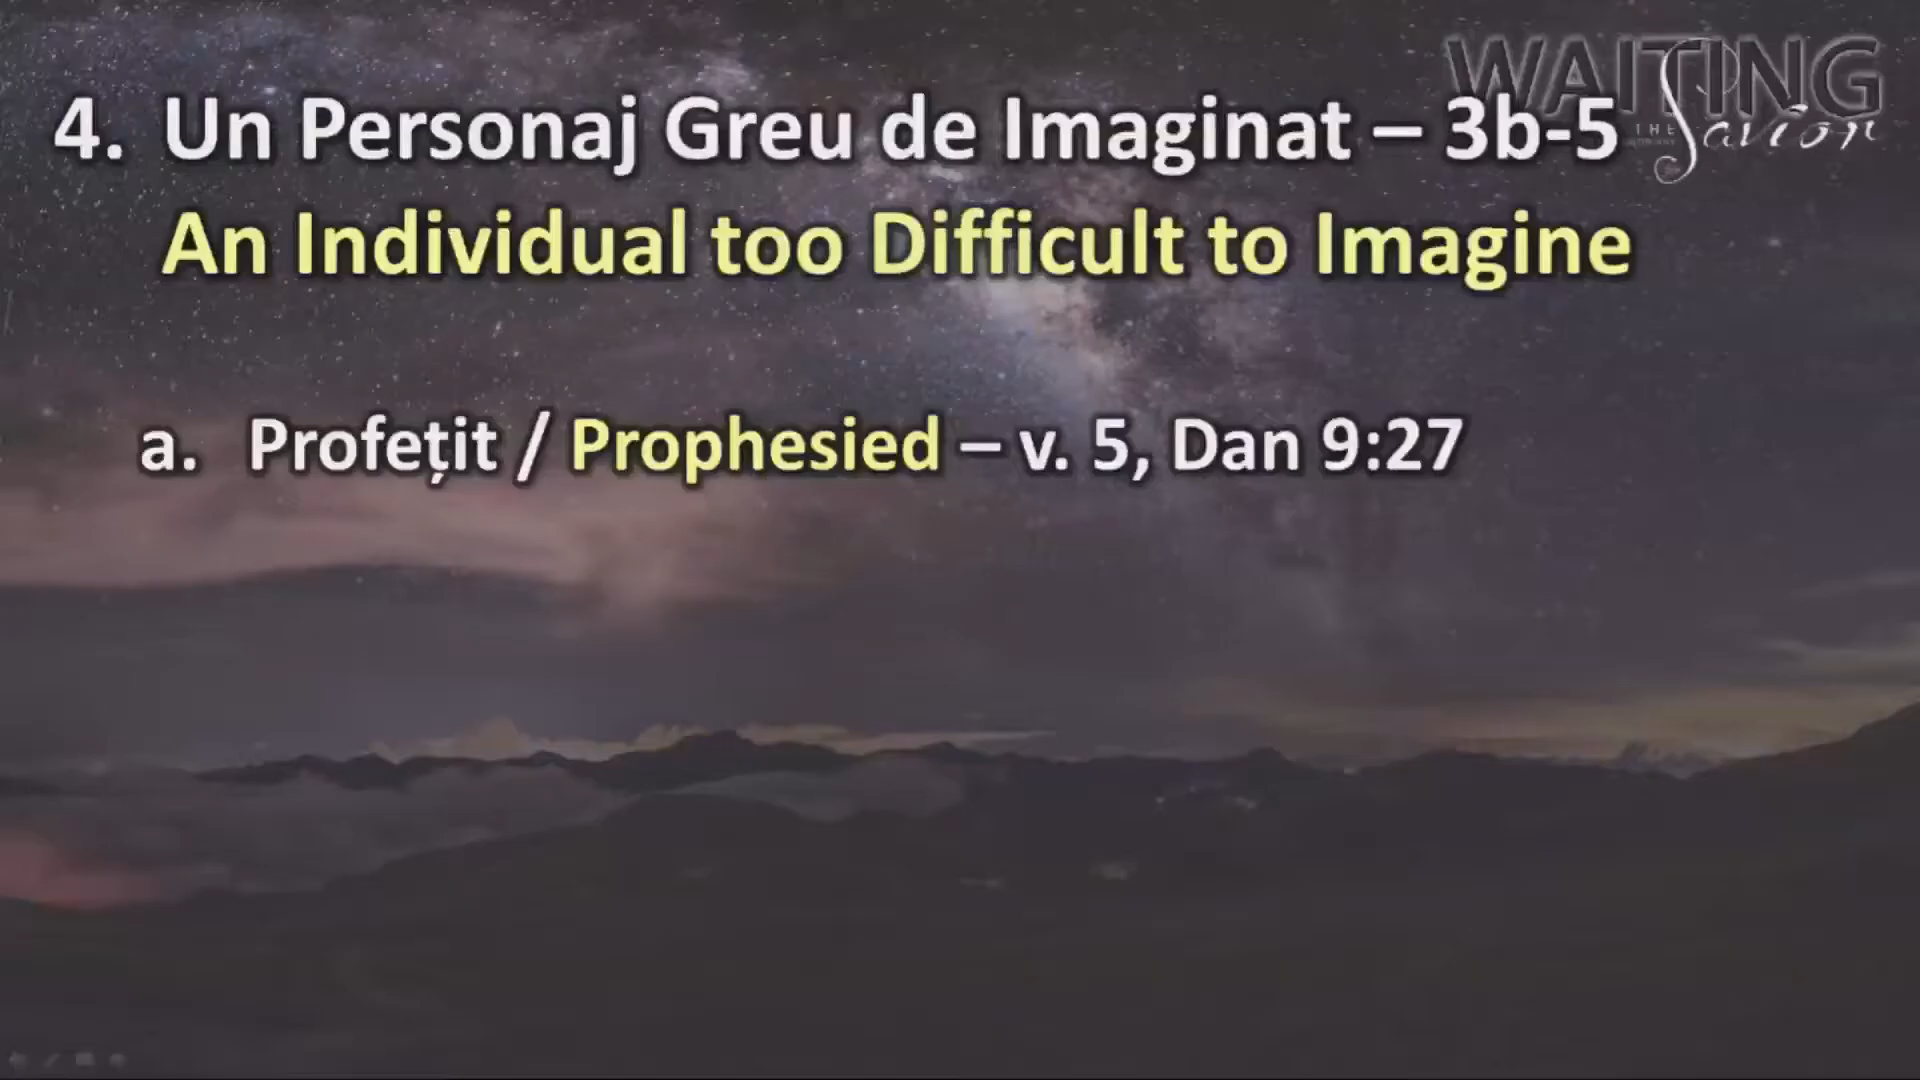 WAITING
THE Savior
4. Un Personaj Greu de Imaginat – 3b-5
An Individual too Difficult to Imagine
a. Profețit / Prophesied – v. 5, Dan 9:27